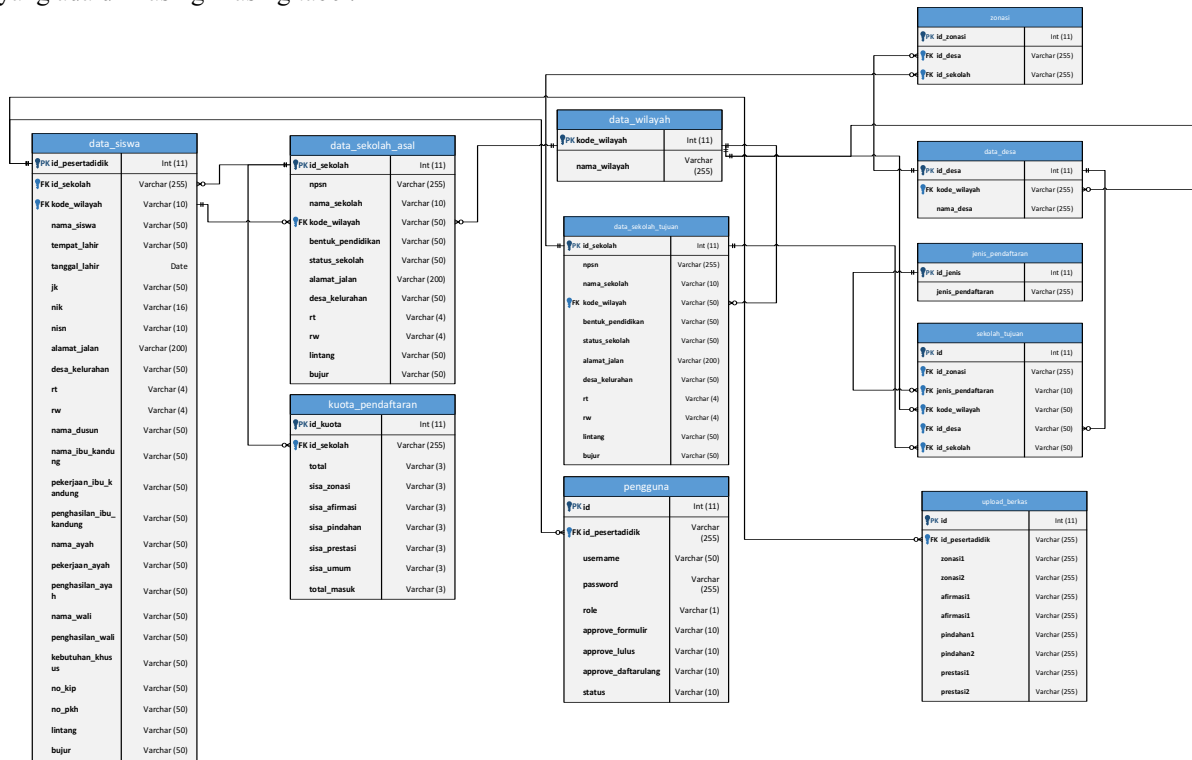 yang ada di masing-masing tabel.
data_siswa
PK id_pesertadidik Int (11)
FK id_sekolah Varchar (255)
FK kode_wilayah Varchar (10)
nama_siswa Varchar (50)
tempat_lahir Varchar (50)
tanggal_lahir Date
jk Varchar (50)
nik Varchar (16)
nisn Varchar (10)
alamat_jalan Varchar (200)
desa_kelurahan Varchar (50)
rt Varchar (4)
rw Varchar (4)
nama_dusun Varchar (50)
nama_ibu_kandu
ng Varchar (50)
pekerjaan_ibu_k
andung Varchar (50)
penghasilan_ibu_
kandung Varchar (50)
nama_ayah Varchar (50)
pekerjaan_ayah Varchar (50)
penghasilan_aya
h Varchar (50)
nama_wali Varchar (50)
penghasilan_wali Varchar (50)
kebutuhan_khus
us Varchar (50)
no_kip Varchar (50)
no_pkh Varchar (50)
lintang Varchar (50)
bujur Varchar (50)
data_sekolah_asal
PK id_sekolah Int (11)
npsn Varchar (255)
nama_sekolah Varchar (10)
FK kode_wilayah Varchar (50)
bentuk_pendidikan Varchar (50)
status_sekolah Varchar (50)
alamat_jalan Varchar (200)
desa_kelurahan Varchar (50)
rt Varchar (4)
rw Varchar (4)
lintang Varchar (50)
bujur Varchar (50)
kuota_pendaftaran
PK id_kuota Int (11)
FK id_sekolah Varchar (255)
total Varchar (3)
sisa_zonasi Varchar (3)
sisa_afirmasi Varchar (3)
sisa_pindahan Varchar (3)
sisa_prestasi Varchar (3)
sisa_umum Varchar (3)
total_masuk Varchar (3)
data_wilayah
PK kode_wilayah Int (11)
nama_wilayah Varchar
(255)
data_sekolah_tujuan
PK id_sekolah Int (11)
npsn Varchar (255)
nama_sekolah Varchar (10)
FK kode_wilayah Varchar (50)
bentuk_pendidikan Varchar (50)
status_sekolah Varchar (50)
alamat_jalan Varchar (200)
desa_kelurahan Varchar (50)
rt Varchar (4)
rw Varchar (4)
lintang Varchar (50)
bujur Varchar (50)
pengguna
PK id Int (11)
FK id_pesertadidik Varchar
(255)
username Varchar (50)
password Varchar
(255)
role Varchar (1)
approve_formulir Varchar (10)
approve_lulus Varchar (10)
approve_daftarulang Varchar (10)
status Varchar (10)
zonasi
PK id_zonasi Int (11)
FK id_desa Varchar (255)
FK id_sekolah Varchar (255)
data_desa
PK id_desa Int (11)
FK kode_wilayah Varchar (255)
nama_desa Varchar (255)
jenis_pendaftaran
PK id_jenis Int (11)
jenis_pendaftaran Varchar (255)
sekolah_tujuan
PK id Int (11)
FK id_zonasi Varchar (255)
FK jenis_pendaftaran Varchar (10)
FK kode_wilayah Varchar (50)
FK id_desa Varchar (50)
FK id_sekolah Varchar (50)
upload_berkas
PK id Int (11)
FK id_pesertadidik Varchar (255)
zonasi1 Varchar (255)
zonasi2 Varchar (255)
afirmasi1 Varchar (255)
afirmasi1 Varchar (255)
pindahan1 Varchar (255)
pindahan2 Varchar (255)
prestasi1 Varchar (255)
prestasi2 Varchar (255)